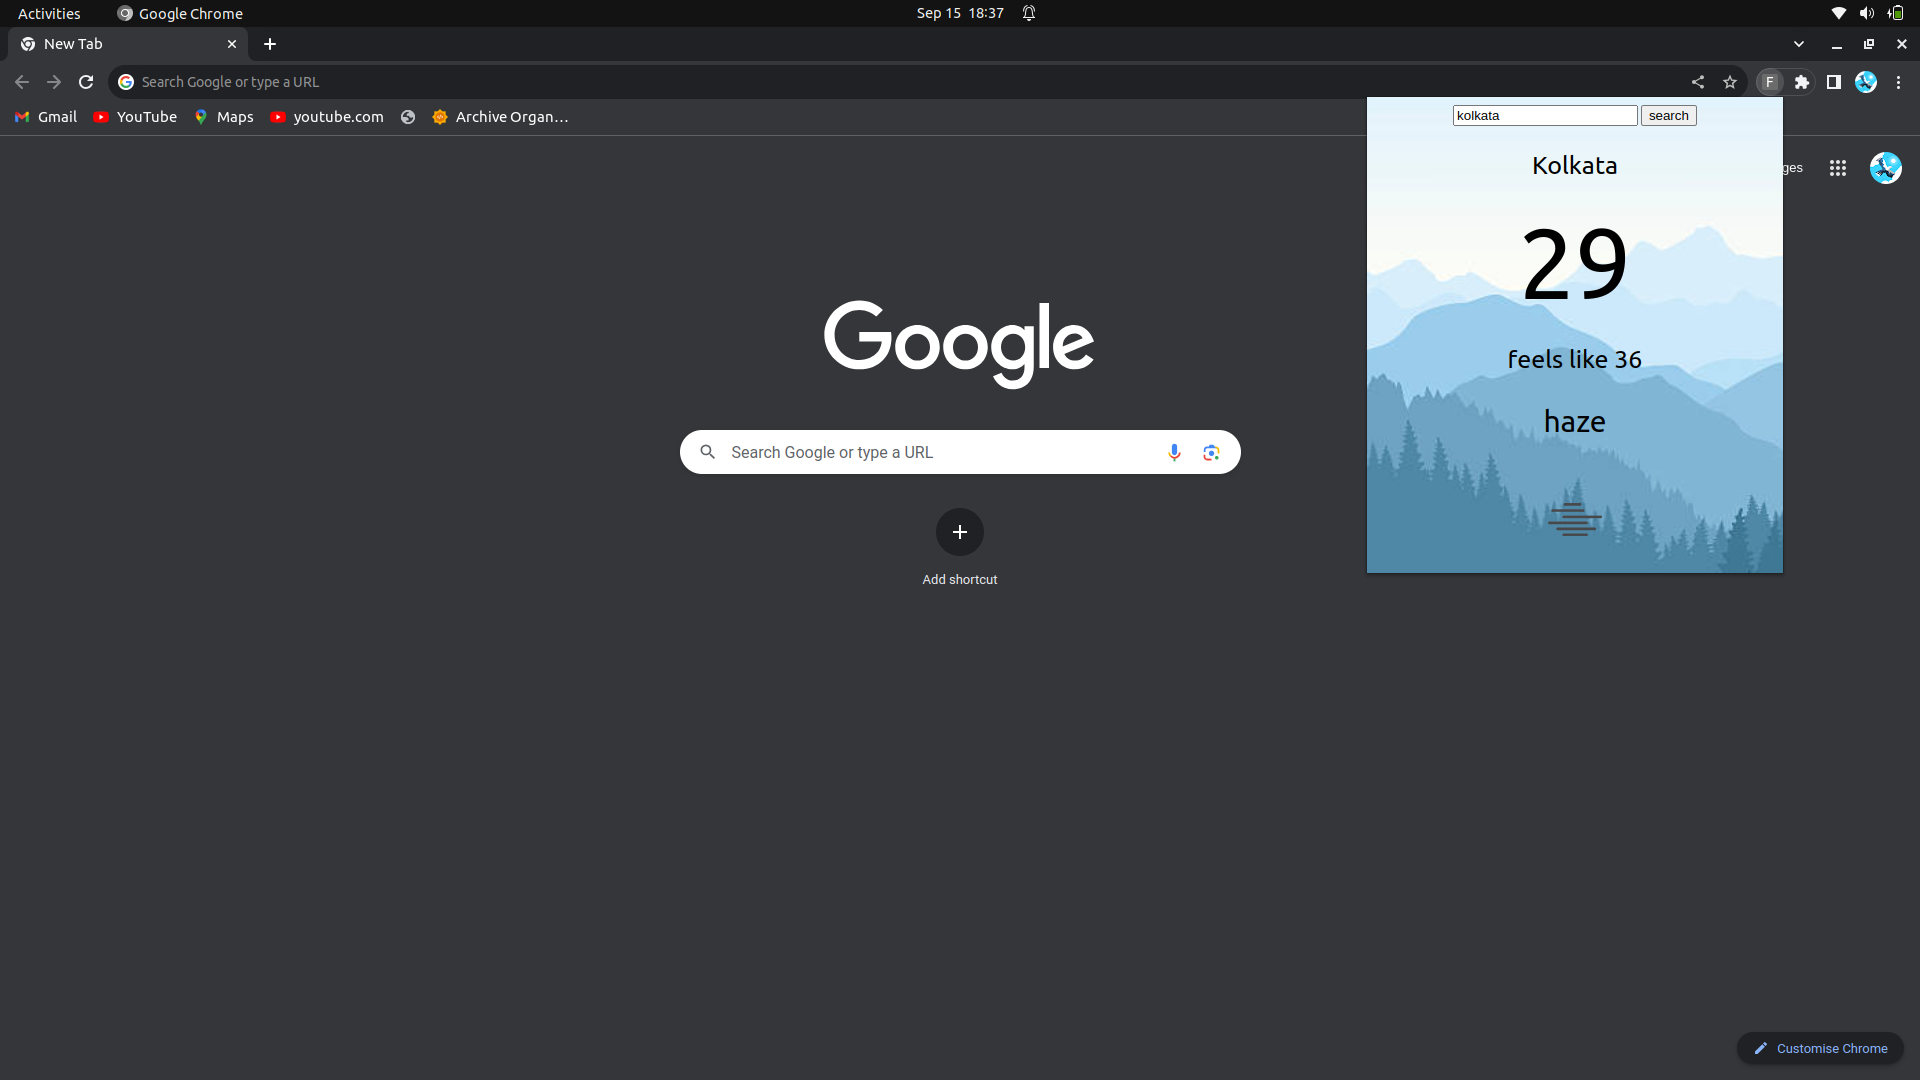 Activities Google Chrome Sep 15 18:37
New Tab
Search Google or type a URL F
Gmail YouTube Maps youtube.com Archive Organ…
kolkata search
Kolkata
29
feels like 36
haze
Google
Search Google or type a URL
Add shortcut
Customise Chrome